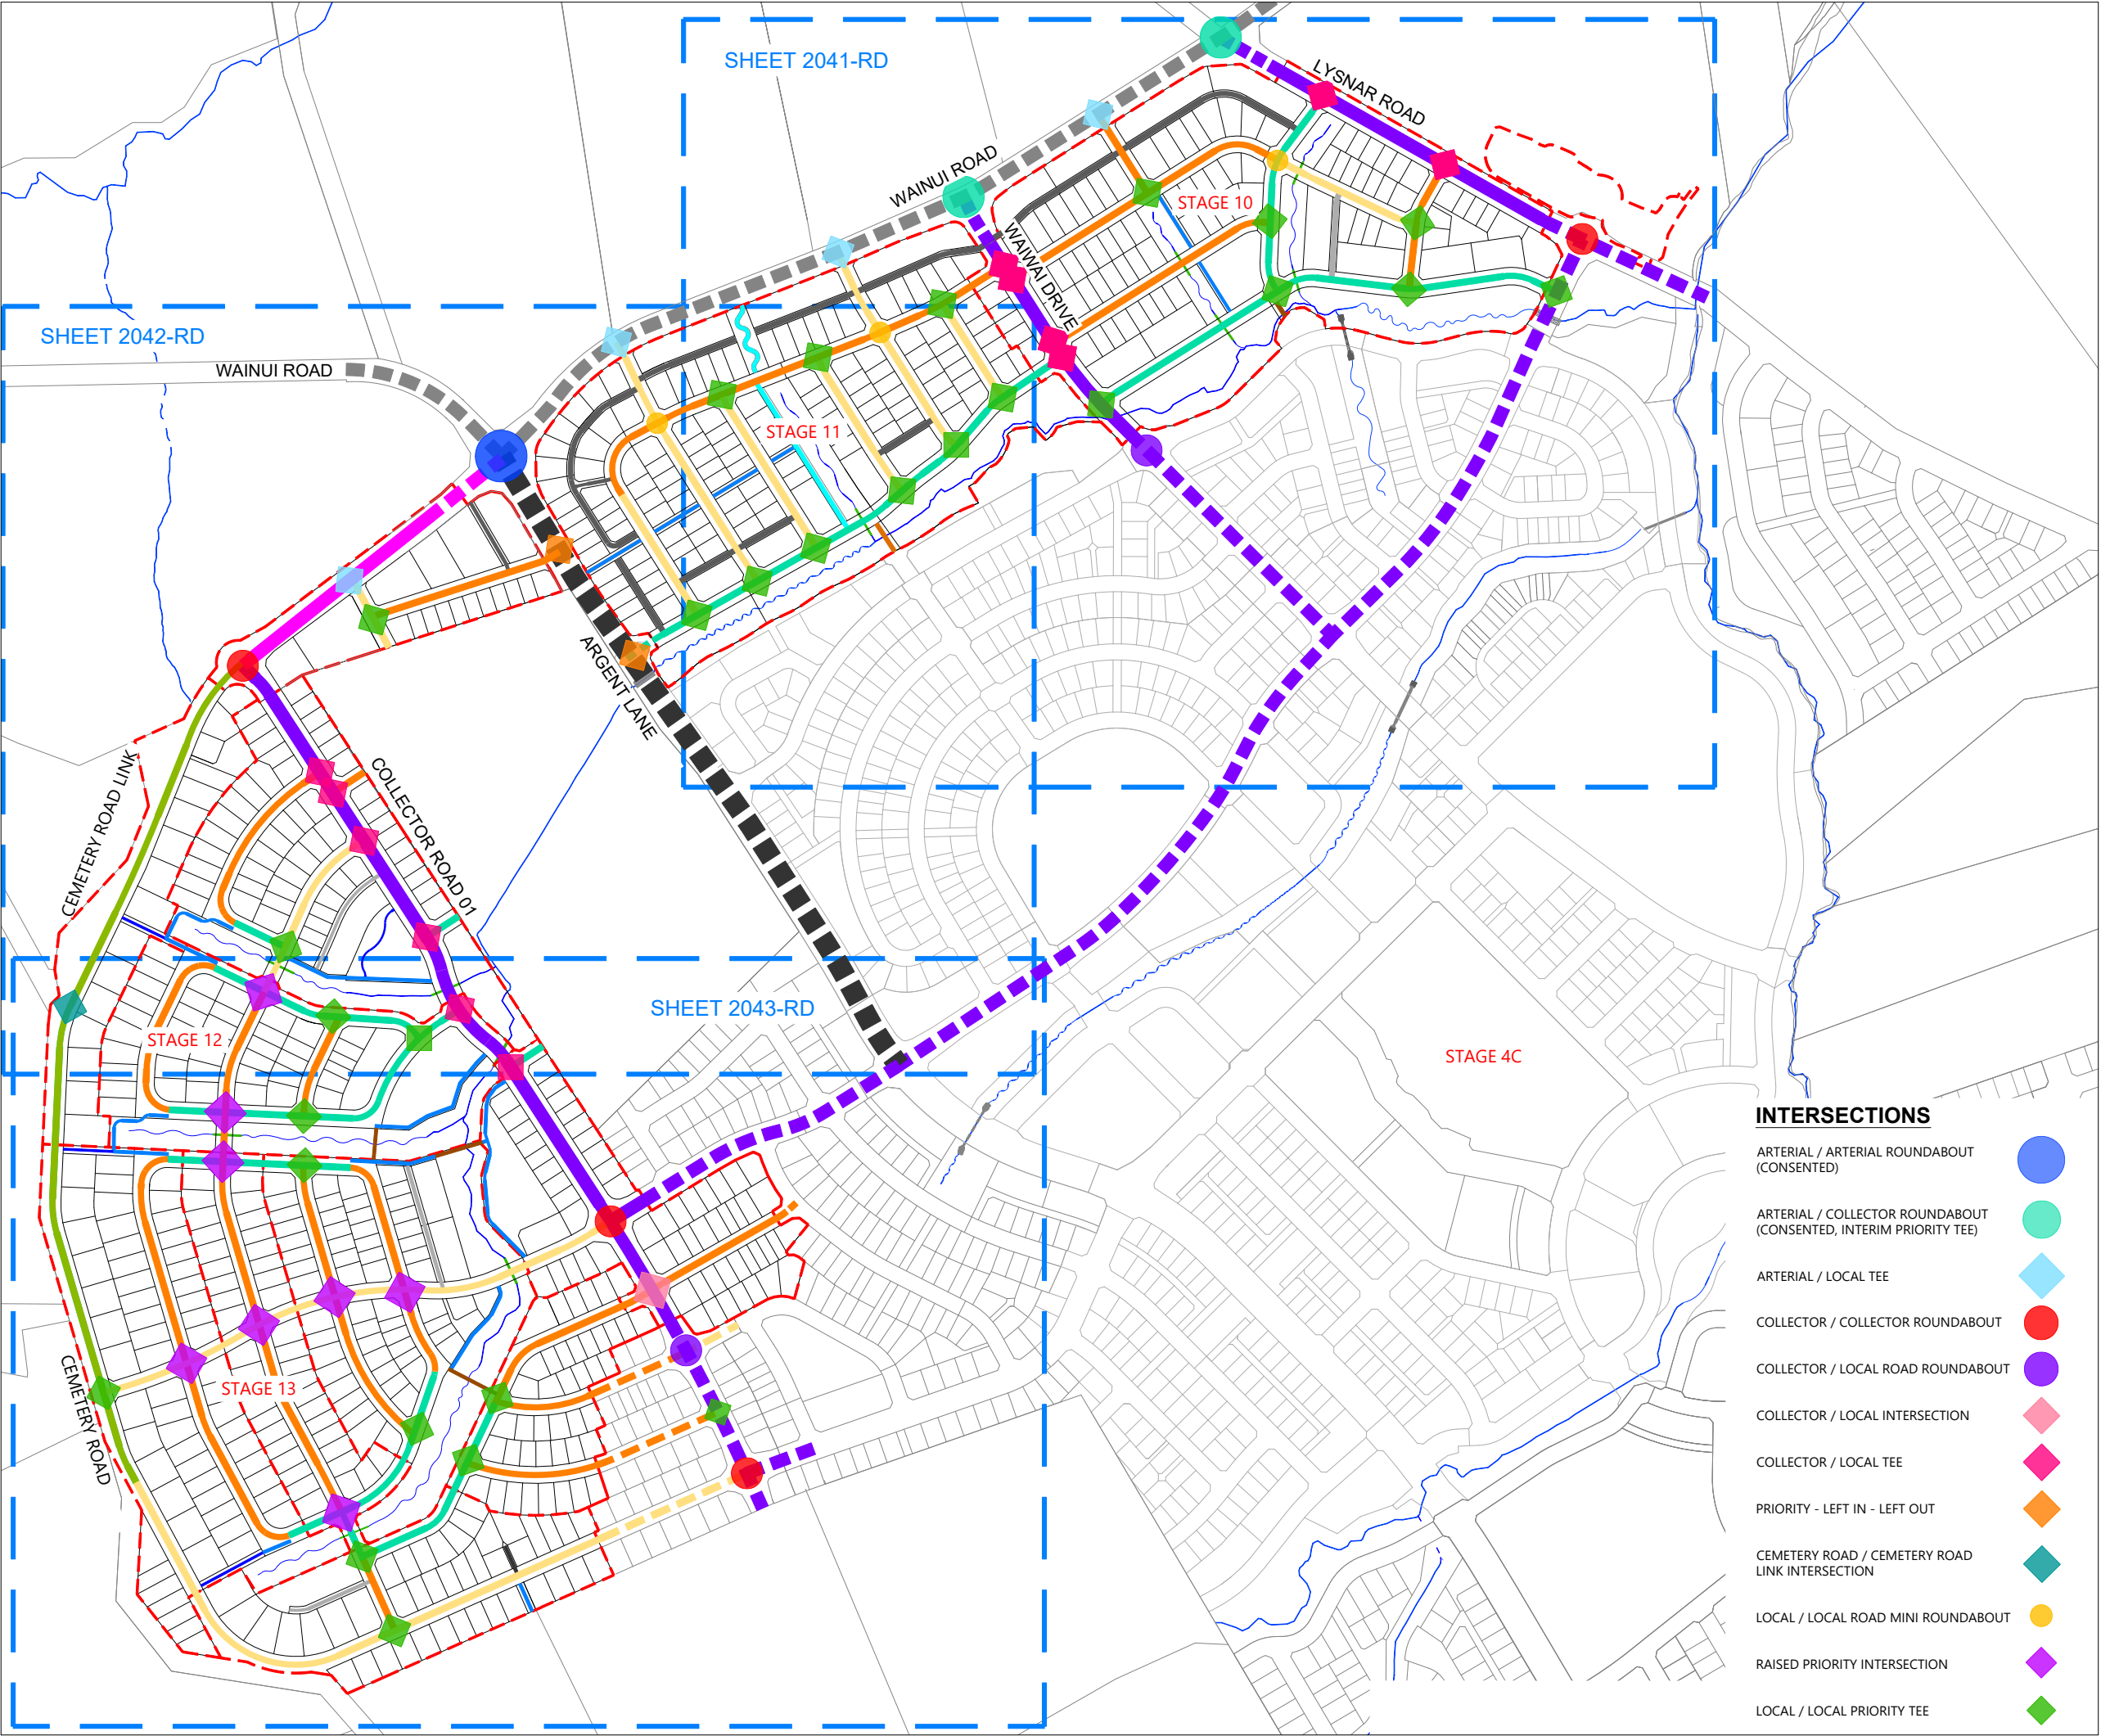 SHEET 2041-RD
LYSNAR ROAD
WAINUI ROAD
STAGE 10
WAIWAI DRIVE
SHEET 2042-RD
WAINUI ROAD
STAGE 11
ARGENT LANE
CEMETERY ROAD LINK
COLLECTOR ROAD 01
SHEET 2043-RD
STAGE 12
STAGE 4C
STAGE 13
CEMETERY ROAD
INTERSECTIONS
ARTERIAL / ARTERIAL ROUNDABOUT
(CONSENTED)
ARTERIAL / COLLECTOR ROUNDABOUT
(CONSENTED, INTERIM PRIORITY TEE)
ARTERIAL / LOCAL TEE
COLLECTOR / COLLECTOR ROUNDABOUT
COLLECTOR / LOCAL ROAD ROUNDABOUT
COLLECTOR / LOCAL INTERSECTION
COLLECTOR / LOCAL TEE
PRIORITY - LEFT IN - LEFT OUT
CEMETERY ROAD / CEMETERY ROAD
LINK INTERSECTION
LOCAL / LOCAL ROAD MINI ROUNDABOUT
RAISED PRIORITY INTERSECTION
LOCAL / LOCAL PRIORITY TEE